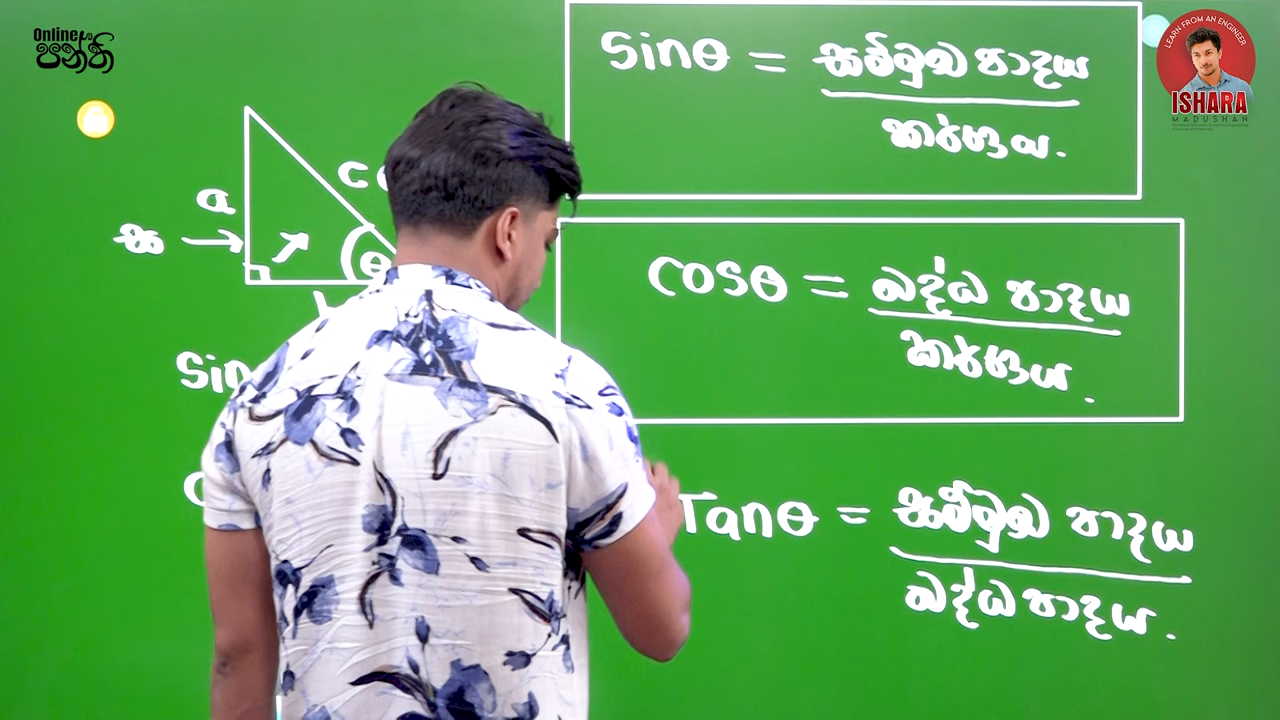 Online
පන්ති
LEARN FROM AN ENGINEER
ISHARA
MADUSHAN
a
c
ස
θ
Sin
Sinθ = සම්මුඛ පාදය
කර්ණය.
Cosθ = බද්ධ පාදය
කර්ණය.
Tanθ = සම්මුඛ පාදය
බද්ධ පාදය.